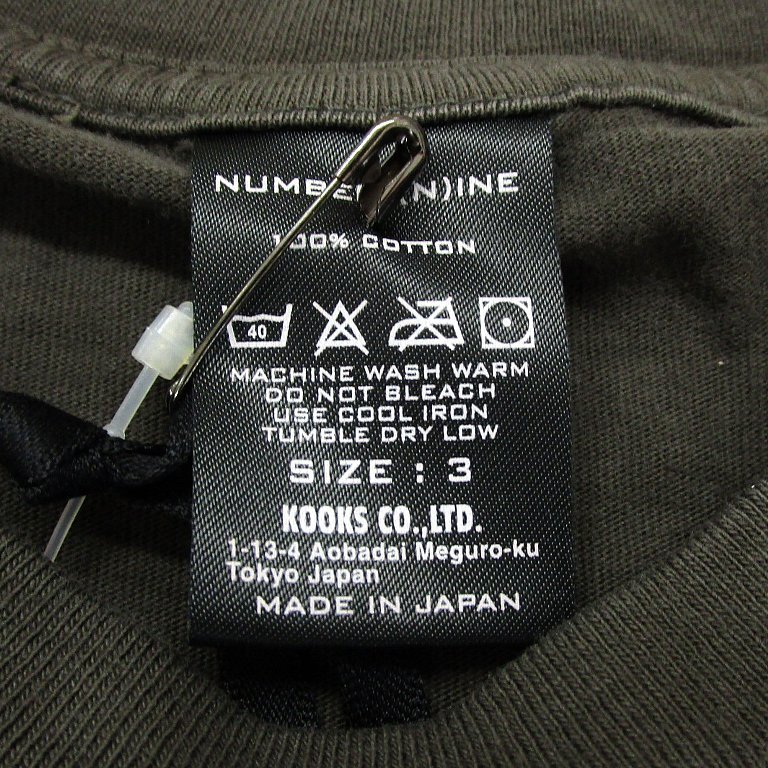 NUMBE(N)INE
100% COTTON
40
MACHINE WASH WARM
DO NOT BLEACH
USE COOL IRON
TUMBLE DRY LOW
SIZE : 3
KOOKS CO.,LTD.
1-13-4 Aobadai Meguro-ku
Tokyo Japan
MADE IN JAPAN